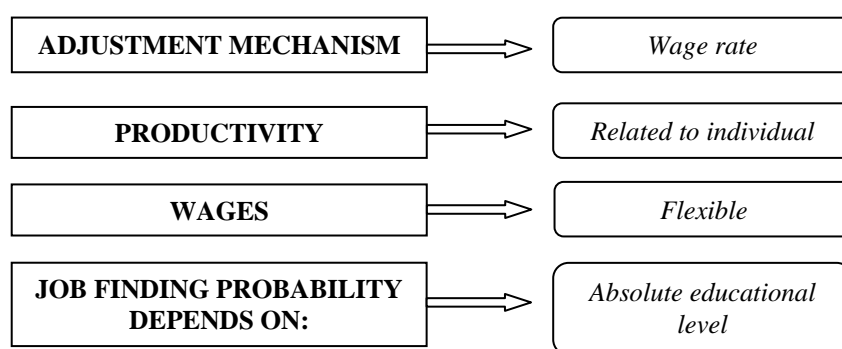 ADJUSTMENT MECHANISM
Wage rate
PRODUCTIVITY
Related to individual
WAGES
Flexible
JOB FINDING PROBABILITY
DEPENDS ON:
Absolute educational
level